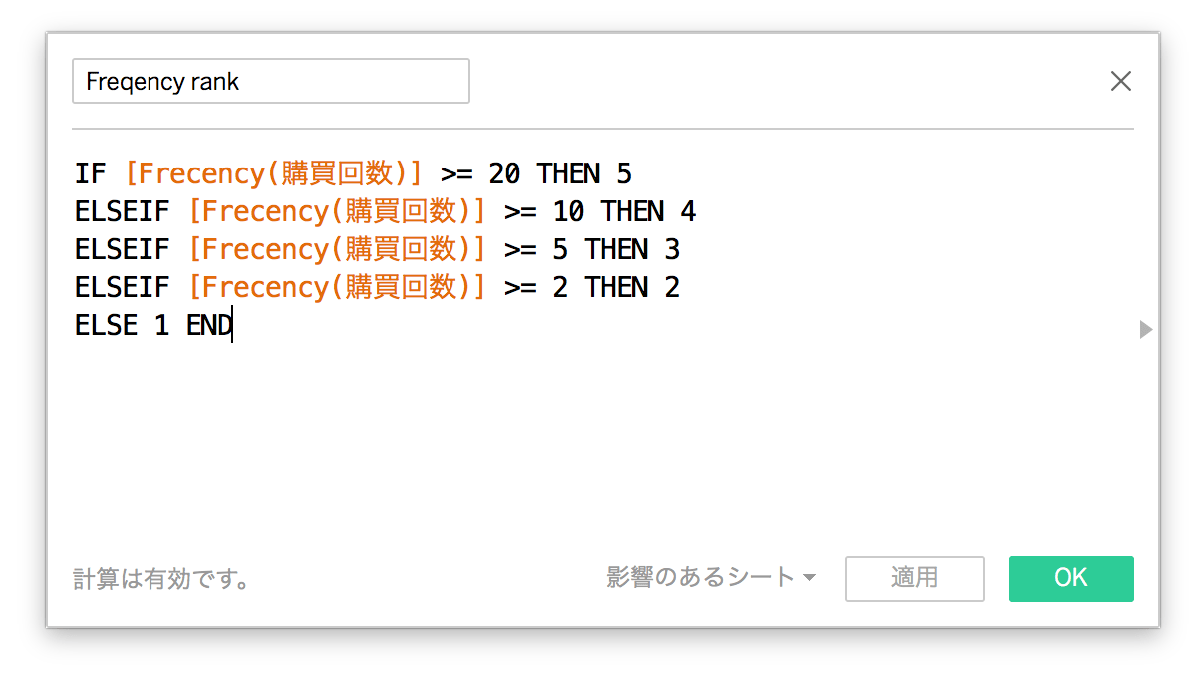 Freqency rank
IF [Frecency(購買回数)] >= 20 THEN 5
ELSEIF [Frecency(購買回数)] >= 10 THEN 4
ELSEIF [Frecency(購買回数)] >= 5 THEN 3
ELSEIF [Frecency(購買回数)] >= 2 THEN 2
ELSE 1 END
計算は有効です。
影響のあるシート
適用
OK